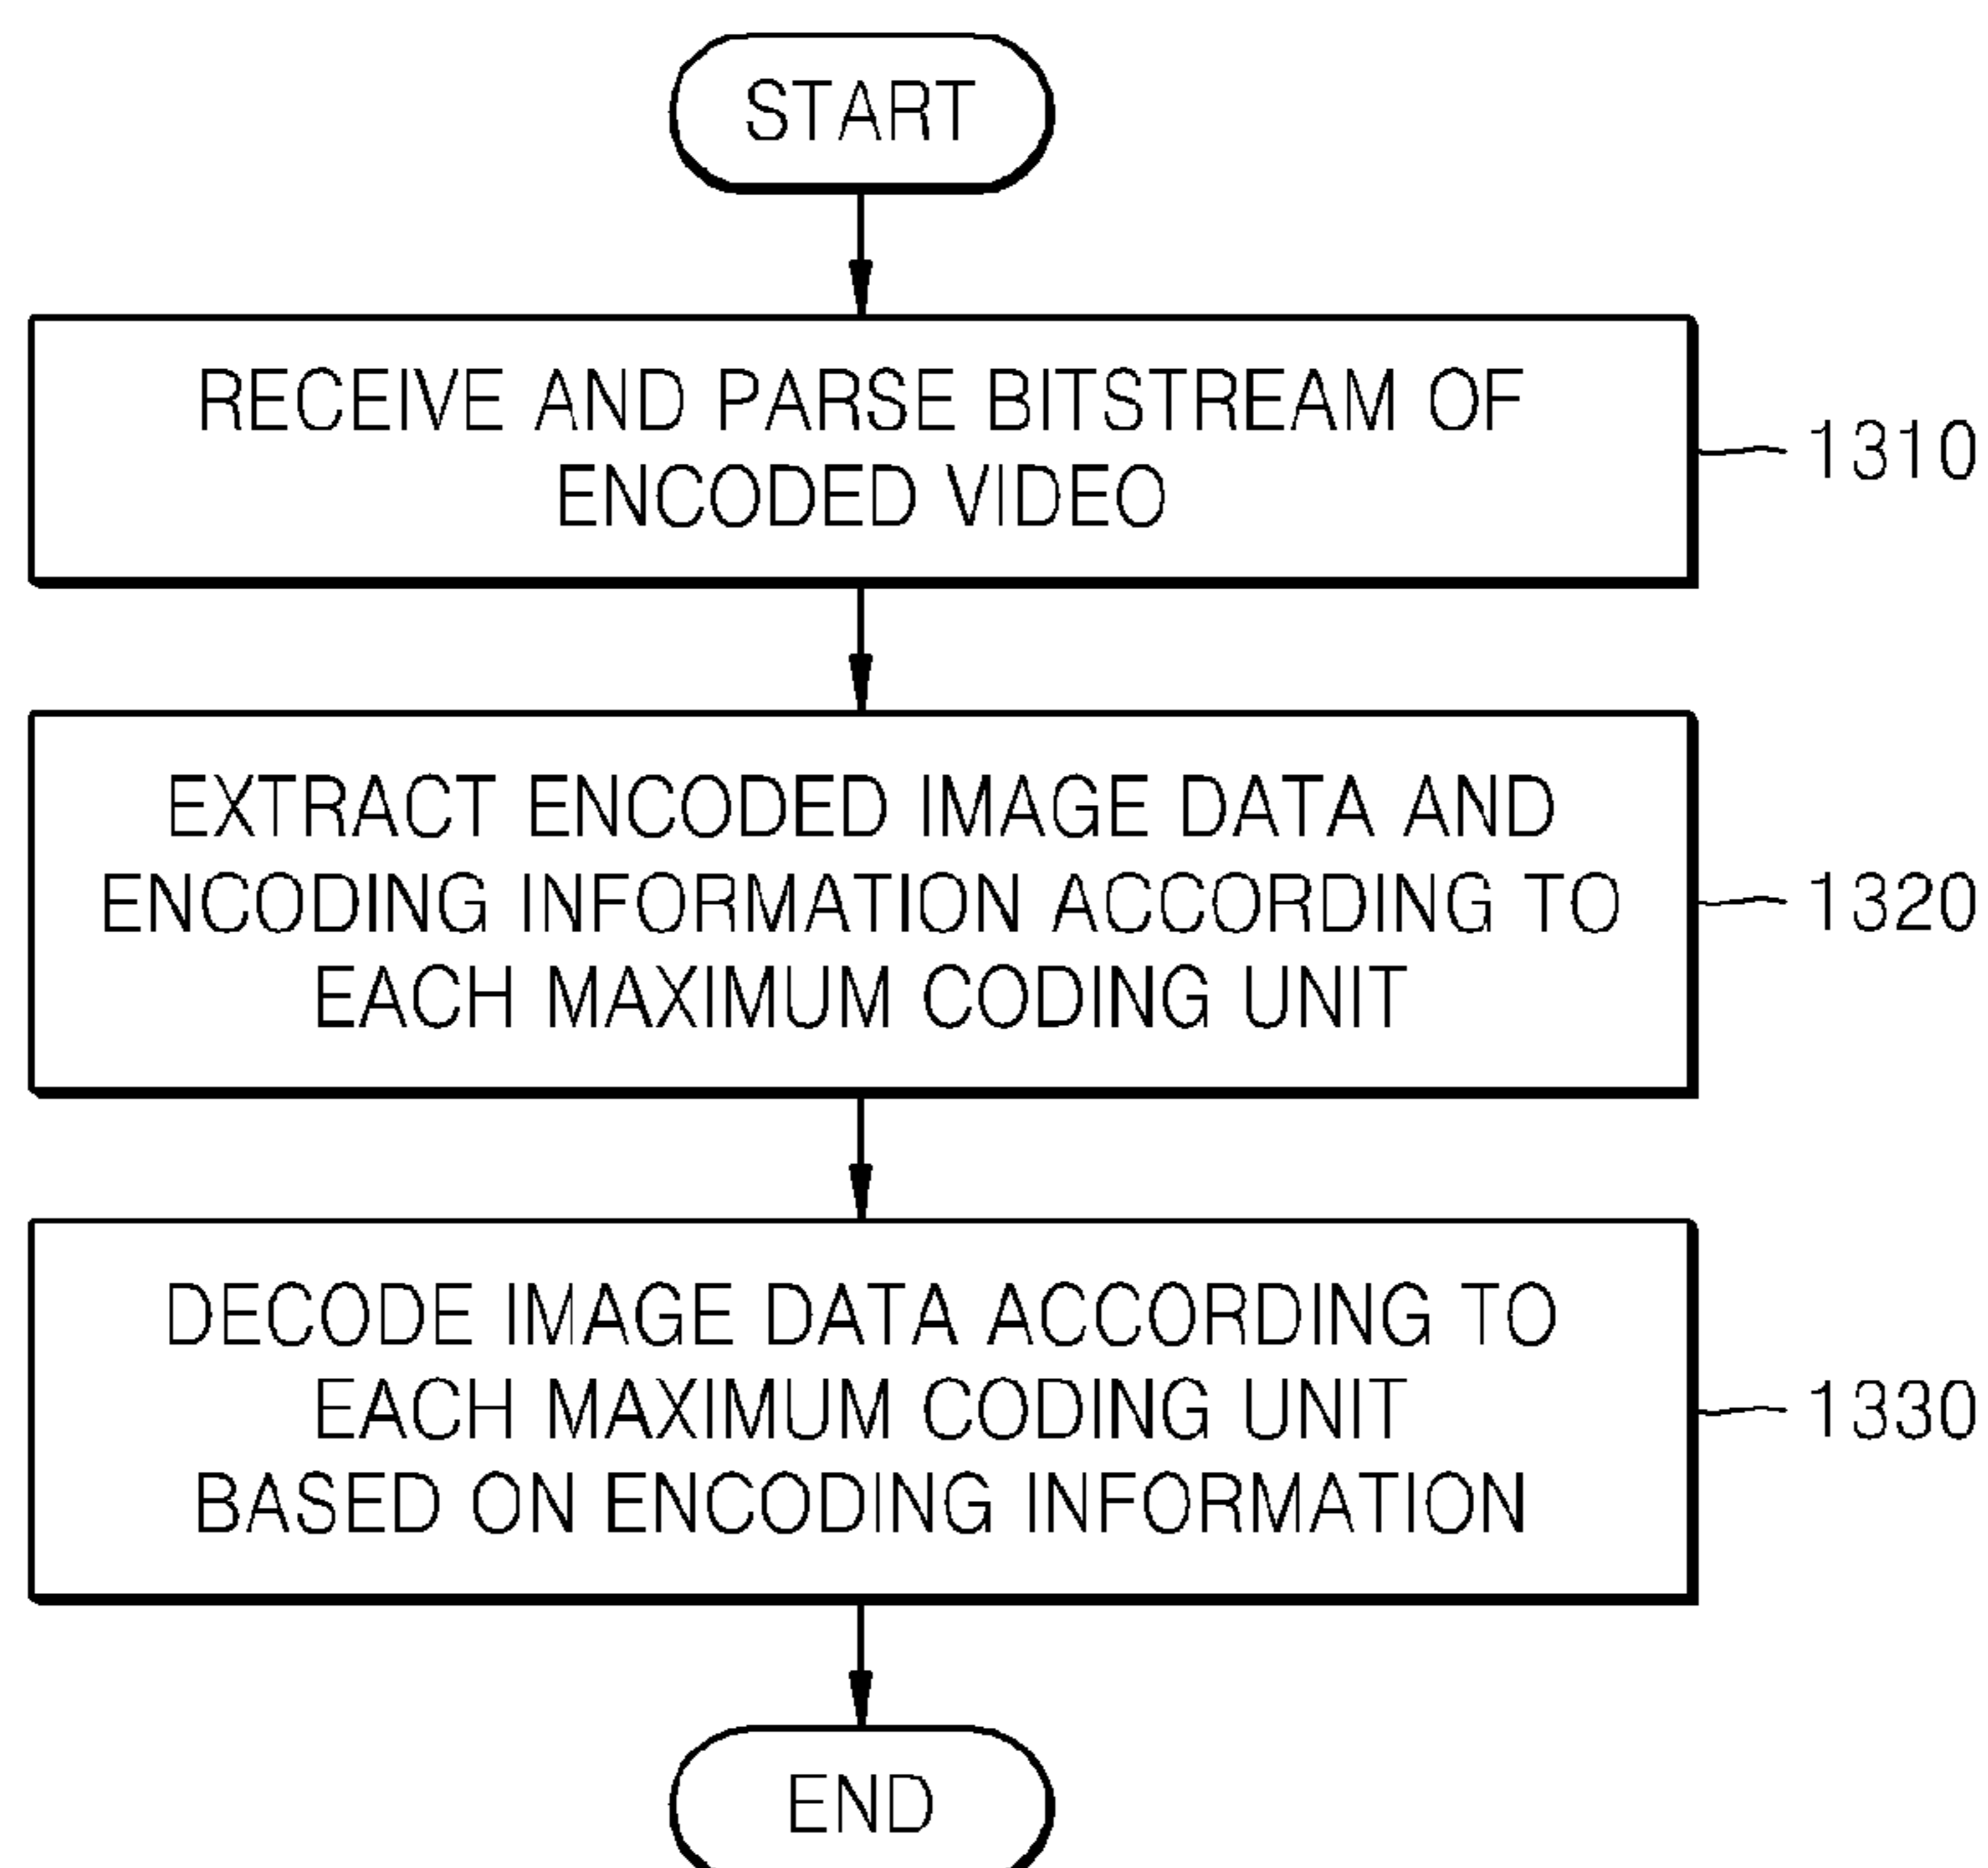 START
RECEIVE AND PARSE BITSTREAM OF
ENCODED VIDEO
1310
EXTRACT ENCODED IMAGE DATA AND
ENCODING INFORMATION ACCORDING TO
EACH MAXIMUM CODING UNIT
1320
DECODE IMAGE DATA ACCORDING TO
EACH MAXIMUM CODING UNIT
BASED ON ENCODING INFORMATION
1330
END